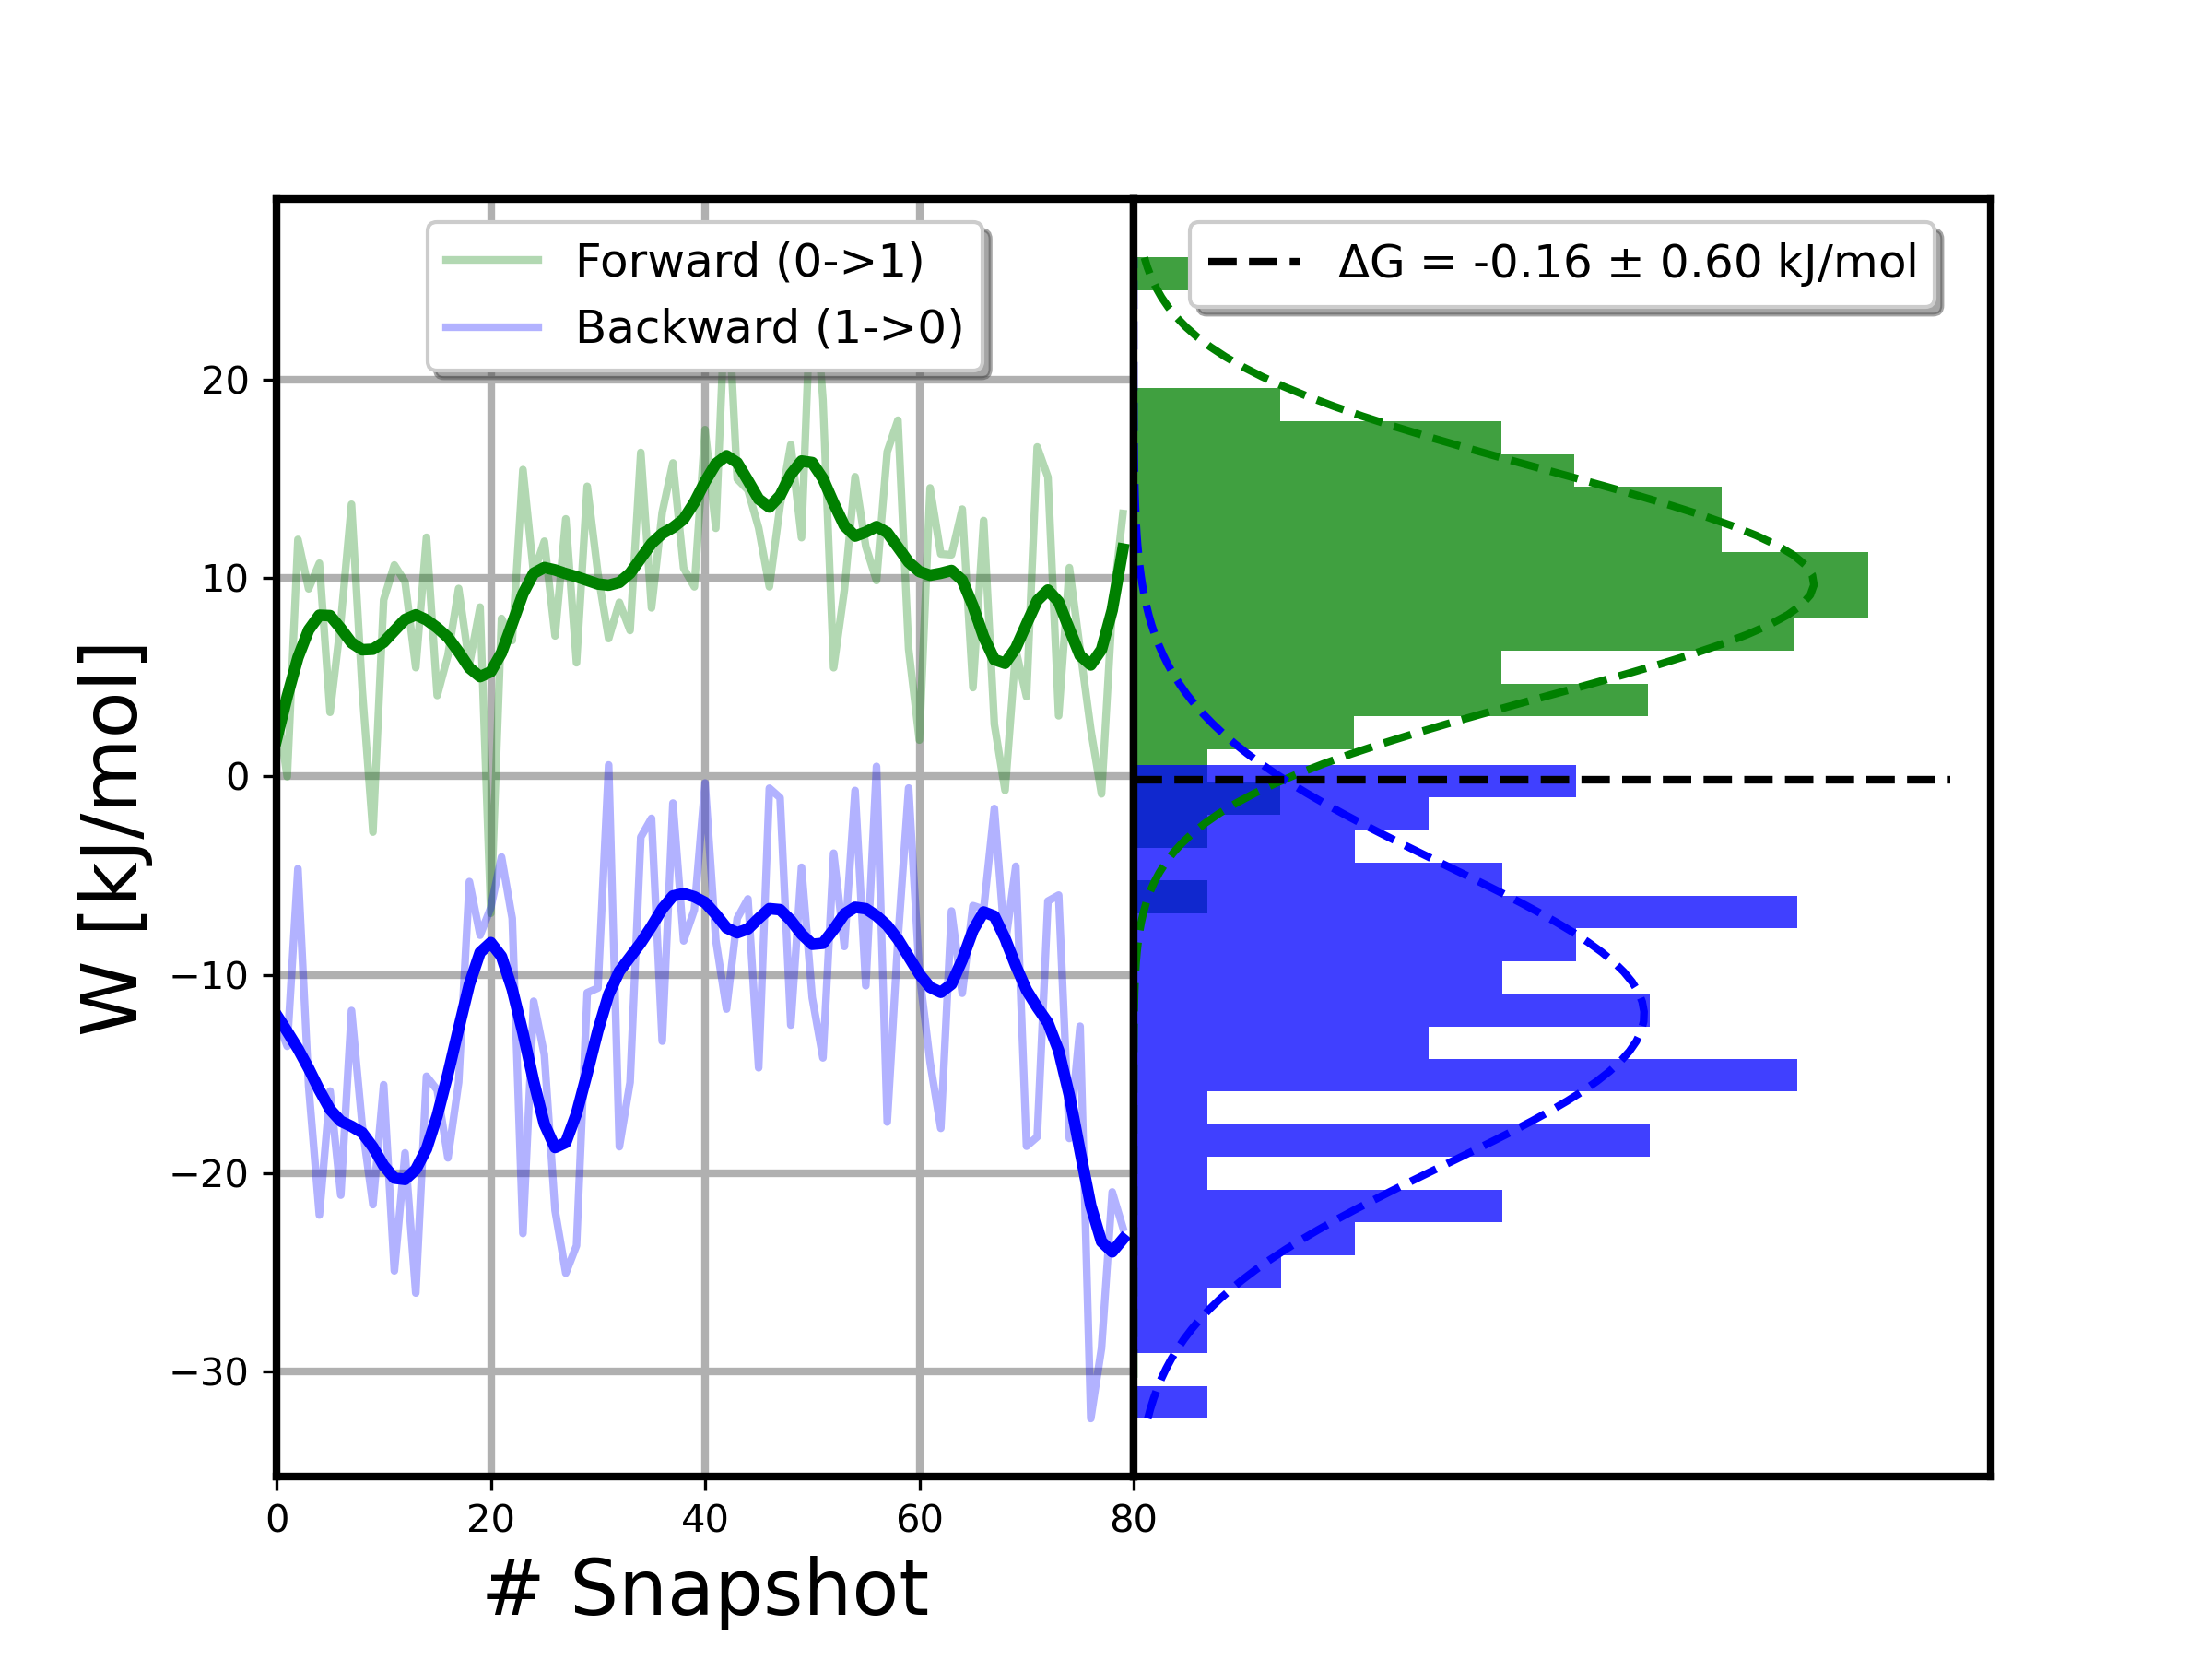 Forward (0->1)
Backward (1->0)
ΔG = -0.16 ± 0.60 kJ/mol
W [kJ/mol]
20
10
0
−10
−20
−30
0 20 40 60 80
# Snapshot